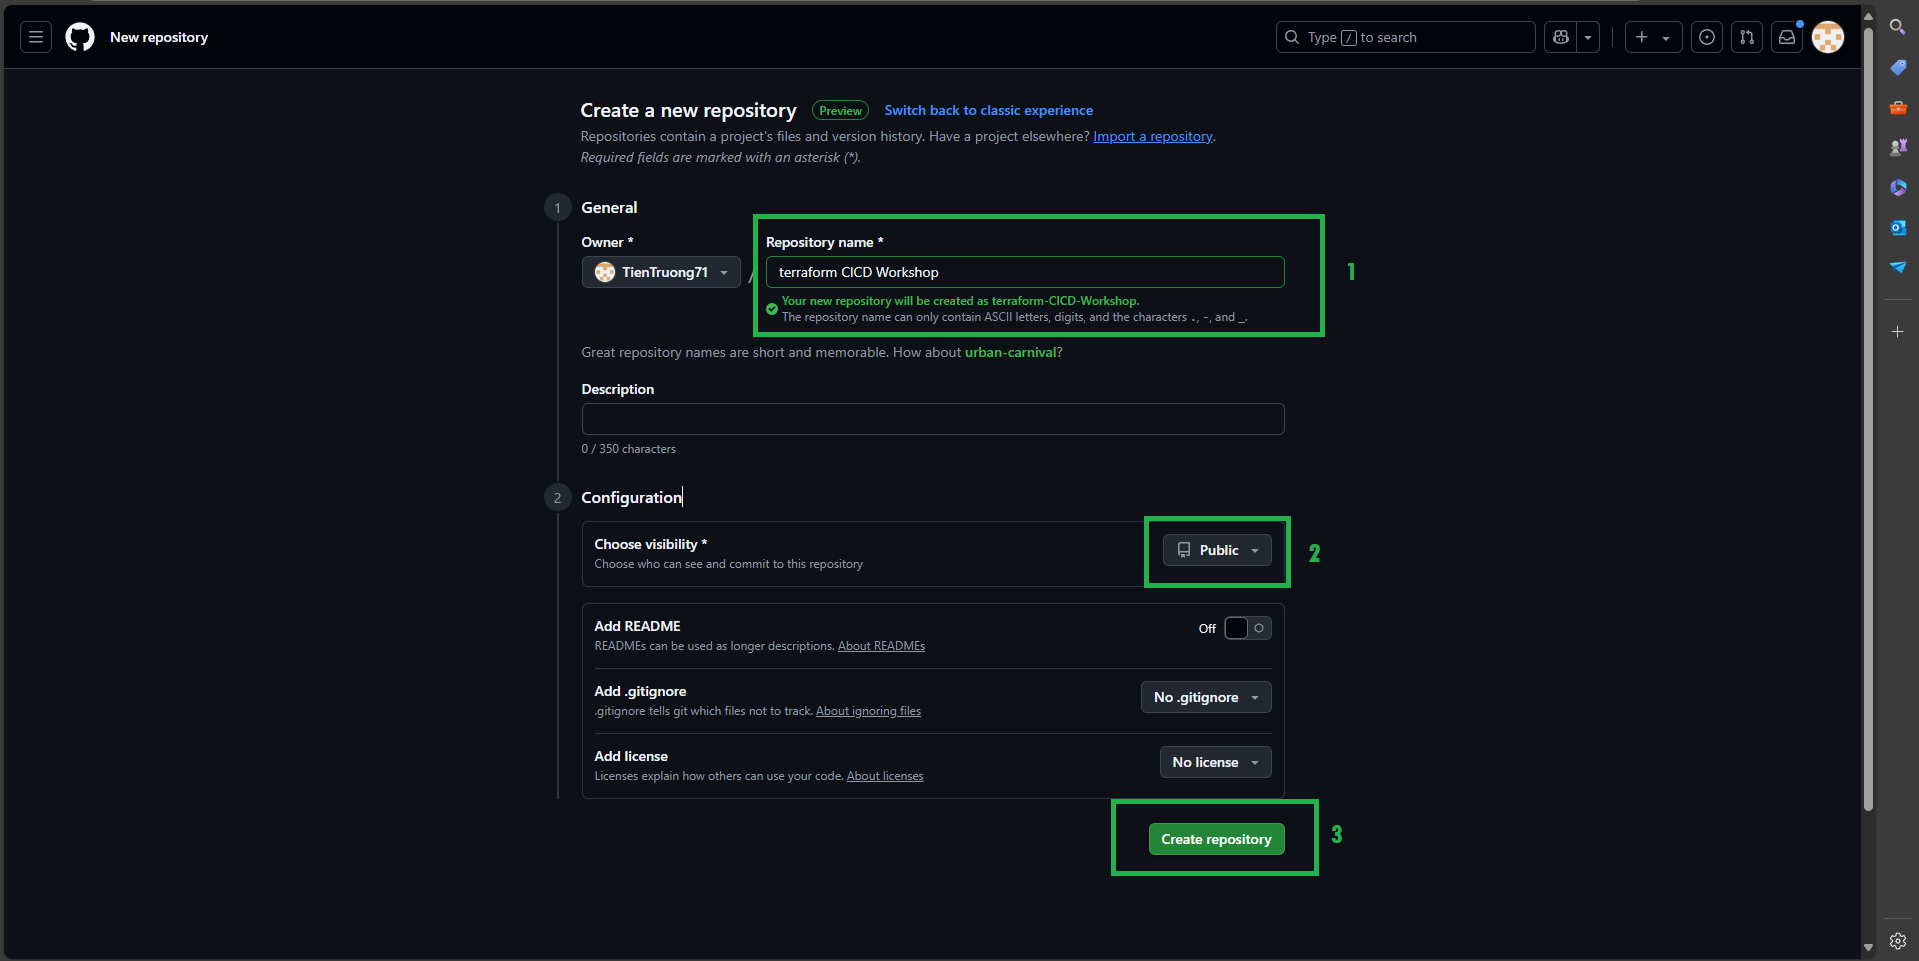 New repository
Type / to search
Create a new repository Preview Switch back to classic experience
Repositories contain a project's files and version history. Have a project elsewhere? Import a repository.
Required fields are marked with an asterisk (*).
1 General
Owner * Repository name *
TienTruong71 / terraform CICD Workshop
1
Your new repository will be created as terraform-CICD-Workshop.
The repository name can only contain ASCII letters, digits, and the characters ., -, and _.
Great repository names are short and memorable. How about urban-carnival?
Description
0 / 350 characters
2 Configuration
Choose visibility *
Choose who can see and commit to this repository
Public
2
Add README
READMEs can be used as longer descriptions. About READMEs
Off
Add .gitignore
.gitignore tells git which files not to track. About ignoring files
No .gitignore
Add license
Licenses explain how others can use your code. About licenses
No license
Create repository
3